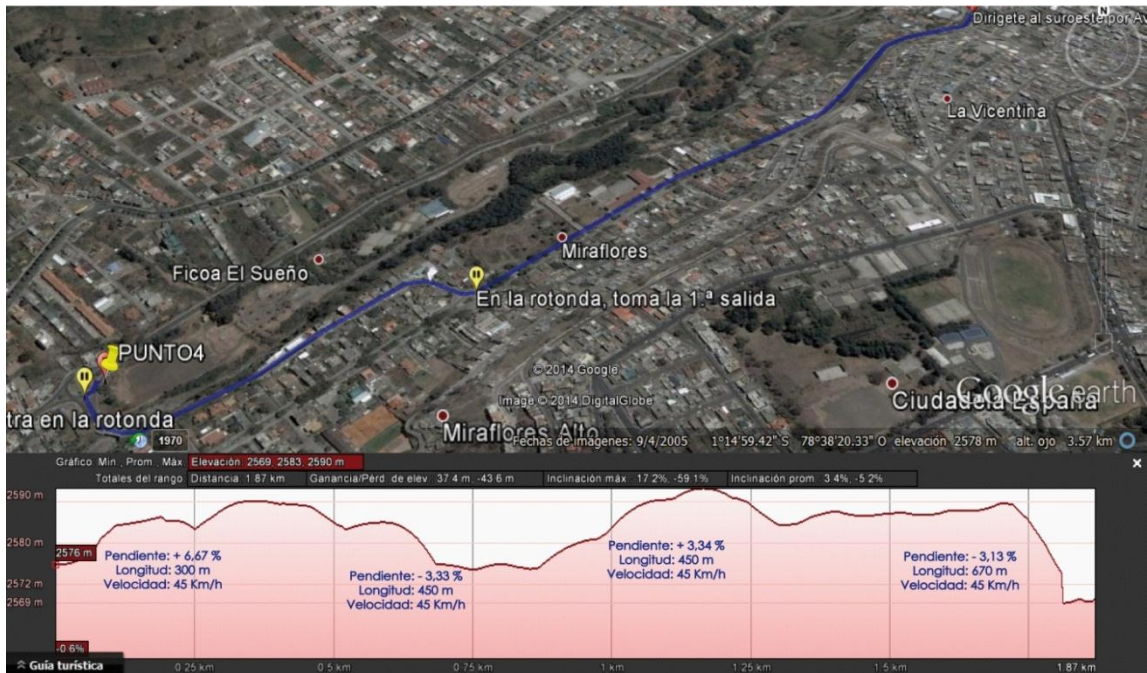 N
Dirígete al suroeste por Av
La Vicentina
Miraflores
Ficoa El Sueño
En la rotonda, toma la 1.ª salida
PUNTO4
© 2014 Google
Image © 2014 DigitalGlobe
Google earth
Ciudadela España
tra en la rotonda
1970
Miraflores Alto
Fechas de imágenes: 9/4/2005 1°14'59.42" S 78°38'20.33" O elevación 2578 m alt. ojo 3.57 km
Gráfico Min., Prom., Máx. Elevación 2569, 2583, 2590 m
Totales del rango Distancia 1.87 km Ganancia/Pérd. de elev. 37.4 m, -43.6 m Inclinación máx. 17.2%, -59.1% Inclinación prom. 3.4%, -5.2%
2590 m
2580 m
2576 m
2572 m
2569 m
-0.6%
Pendiente: + 6,67 %
Longitud: 300 m
Velocidad: 45 Km/h
Pendiente: - 3,33 %
Longitud: 450 m
Velocidad: 45 Km/h
Pendiente: + 3,34 %
Longitud: 450 m
Velocidad: 45 Km/h
Pendiente: - 3,13 %
Longitud: 670 m
Velocidad: 45 Km/h
Guía turística
0.25 km 0.5 km 0.75 km 1 km 1.25 km 1.5 km 1.87 km